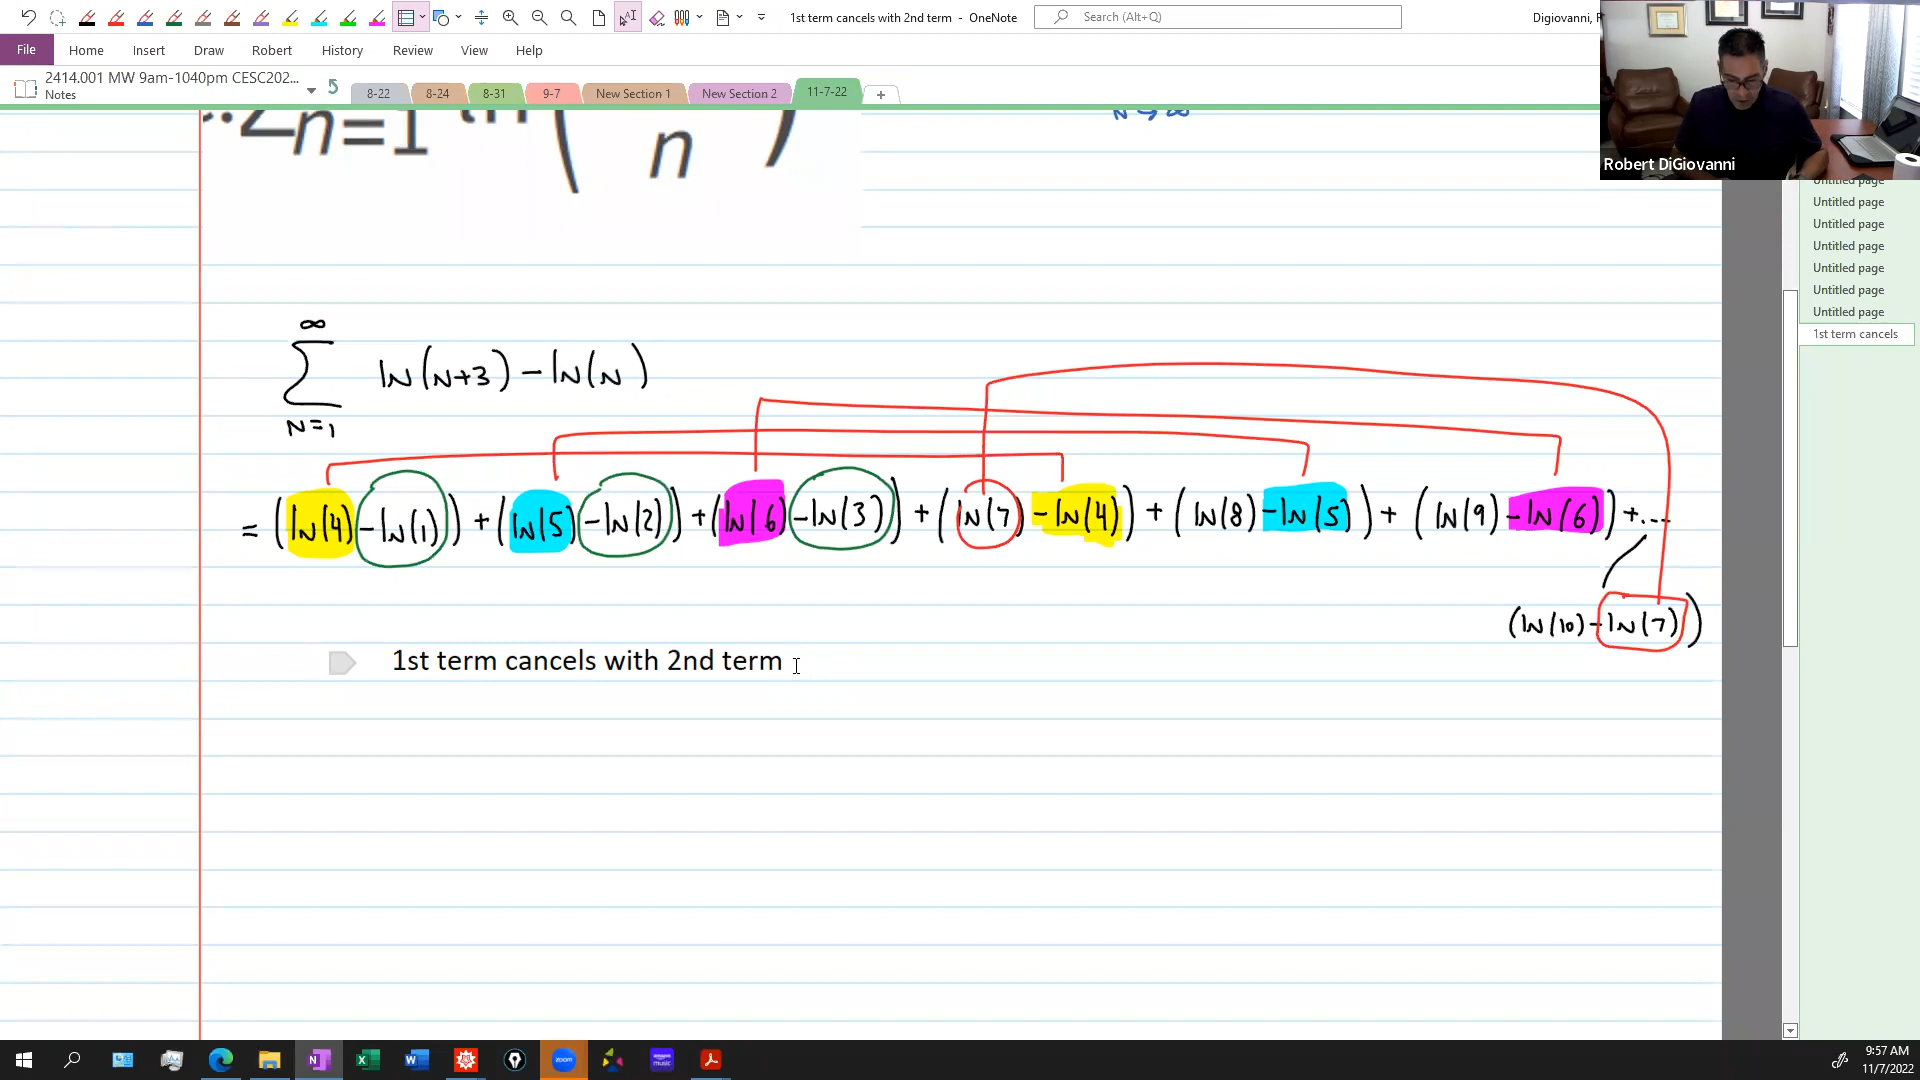 1st term cancels with 2nd term - OneNote
Search (Alt+Q)
Digiovanni, R
File Home Insert Draw Robert History Review View Help
2414.001 MW 9am-1040pm CESC202...
Notes
8-22 8-24 8-31 9-7 New Section 1 New Section 2 11-7-22 +
Robert DiGiovanni
n=1
n
N→∞
Untitled page
Untitled page
Untitled page
Untitled page
Untitled page
Untitled page
Untitled page
1st term cancels
∞
Σ ln(N+3) - ln(N)
N=1
= (ln(4) - ln(1)) + (ln(5) - ln(2)) + (ln(6) - ln(3)) + (ln(7) - ln(4)) + (ln(8) - ln(5)) + (ln(9) - ln(6)) + ...
(ln(10) - ln(7))
1st term cancels with 2nd term
zoom
amazon music
9:57 AM
11/7/2022